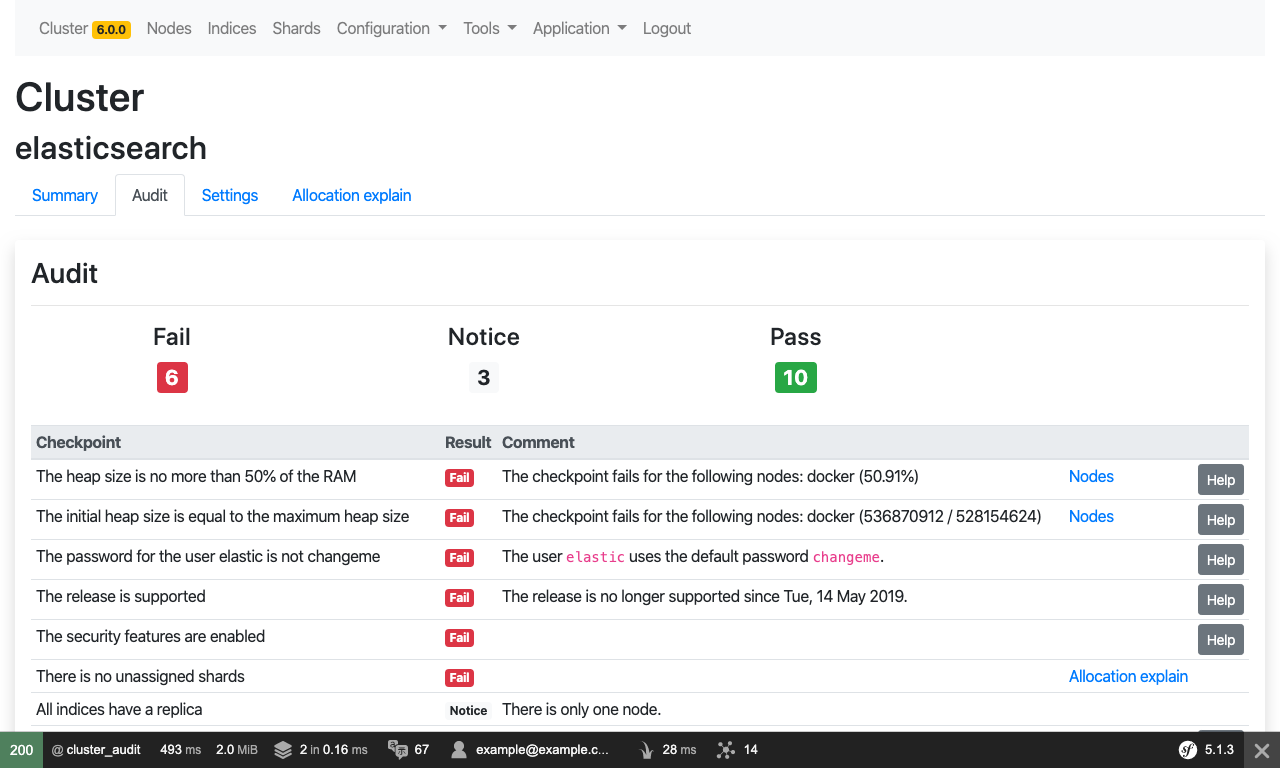 Cluster 6.0.0 Nodes Indices Shards Configuration Tools Application Logout
Cluster
elasticsearch
Summary Audit Settings Allocation explain
Audit
Fail Notice Pass
6 3 10
Checkpoint Result Comment
The heap size is no more than 50% of the RAM Fail The checkpoint fails for the following nodes: docker (50.91%) Nodes Help
The initial heap size is equal to the maximum heap size Fail The checkpoint fails for the following nodes: docker (536870912 / 528154624) Nodes Help
The password for the user elastic is not changeme Fail The user elastic uses the default password changeme. Help
The release is supported Fail The release is no longer supported since Tue, 14 May 2019. Help
The security features are enabled Fail Help
There is no unassigned shards Fail Allocation explain
All indices have a replica Notice There is only one node.
200 @ cluster_audit 493 ms 2.0 MiB 2 in 0.16 ms 67 example@example.c... 28 ms 14 sf 5.1.3